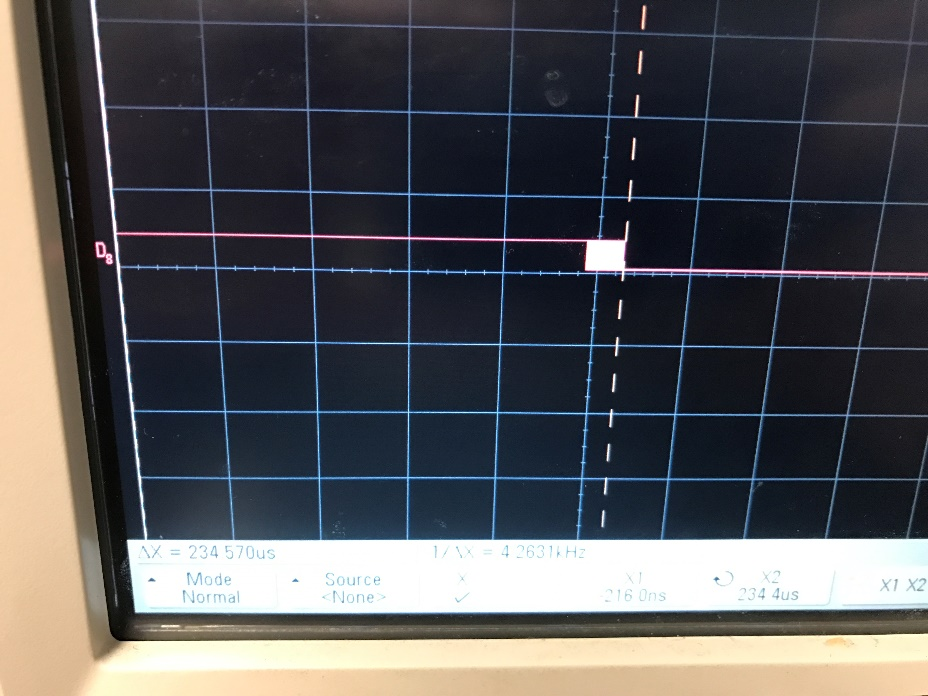 D8
ΔX = 234.570us
1/ΔX = 4.2631kHz
Mode
Normal
Source
<None>
X
✓
X1
-216.0ns
X2
234.4us
X1 X2